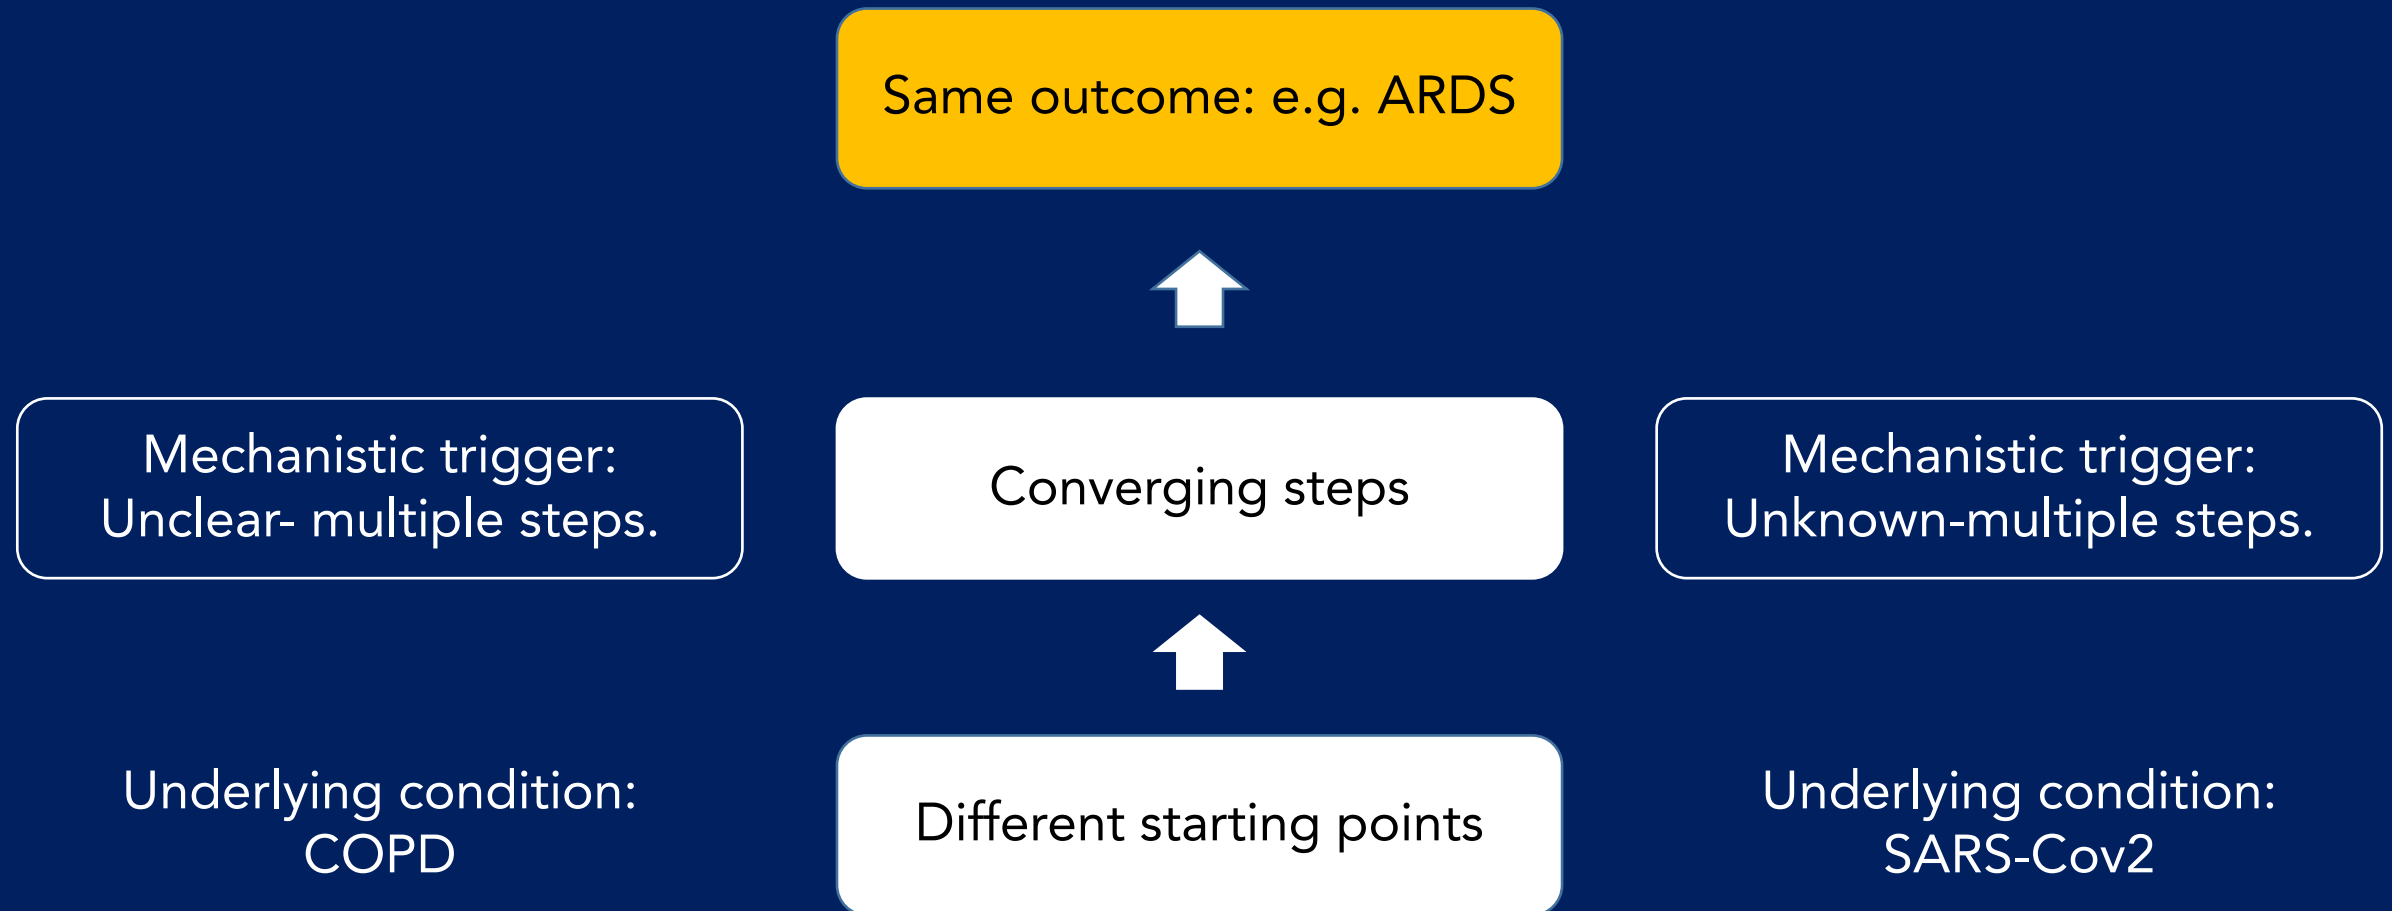 Same outcome: e.g. ARDS
Mechanistic trigger:
Unclear- multiple steps.
Converging steps
Mechanistic trigger:
Unknown-multiple steps.
Underlying condition:
COPD
Different starting points
Underlying condition:
SARS-Cov2